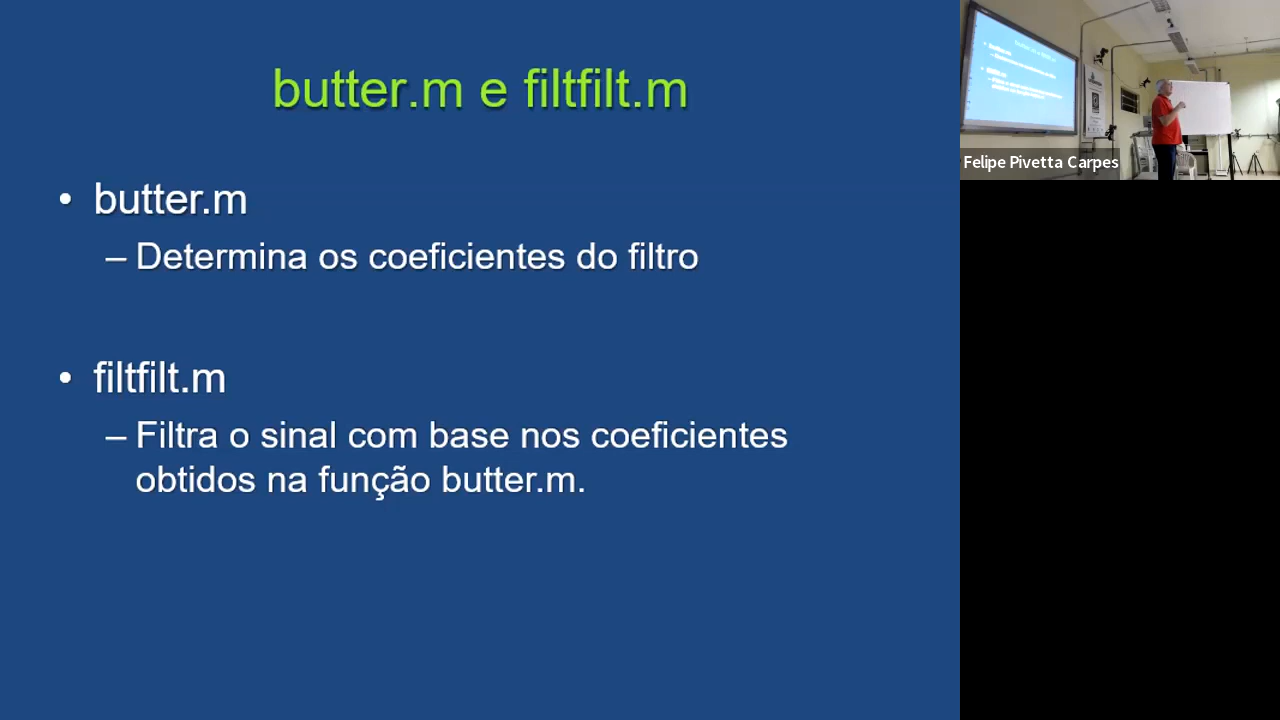 butter.m e filtfilt.m
• butter.m
– Determina os coeficientes do filtro
• filtfilt.m
– Filtra o sinal com base nos coeficientes
obtidos na função butter.m.
Felipe Pivetta Carpes